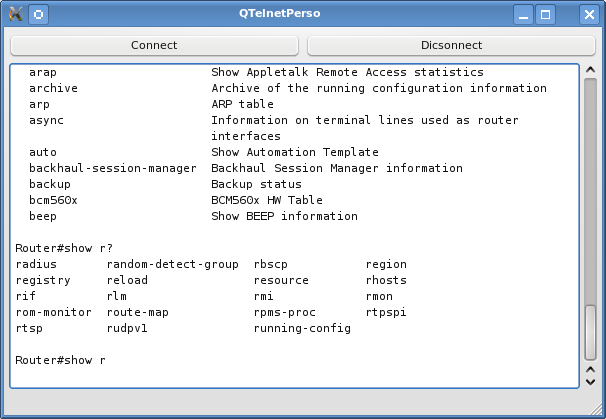 QTelnetPerso
Connect Dicsonnect
arap Show Appletalk Remote Access statistics
archive Archive of the running configuration information
arp ARP table
async Information on terminal lines used as router
interfaces
auto Show Automation Template
backhaul-session-manager Backhaul Session Manager information
backup Backup status
bcm560x BCM560x HW Table
beep Show BEEP information
Router#show r?
radius random-detect-group rbscp region
registry reload resource rhosts
rif rlm rmi rmon
rom-monitor route-map rpms-proc rtpspi
rtsp rudpv1 running-config
Router#show r